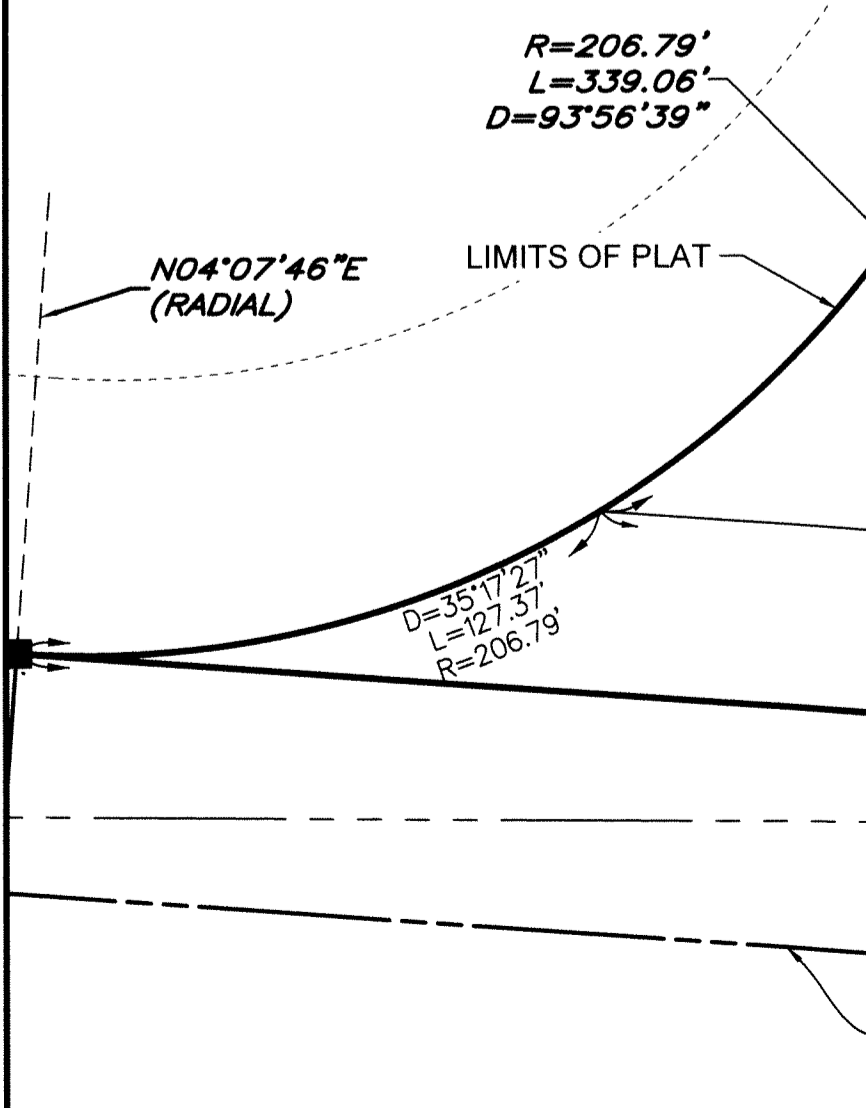 R=206.79'
L=339.06'
D=93°56'39"
N04°07'46"E
(RADIAL)
LIMITS OF PLAT
D=35°17'27"
L=127.37'
R=206.79'